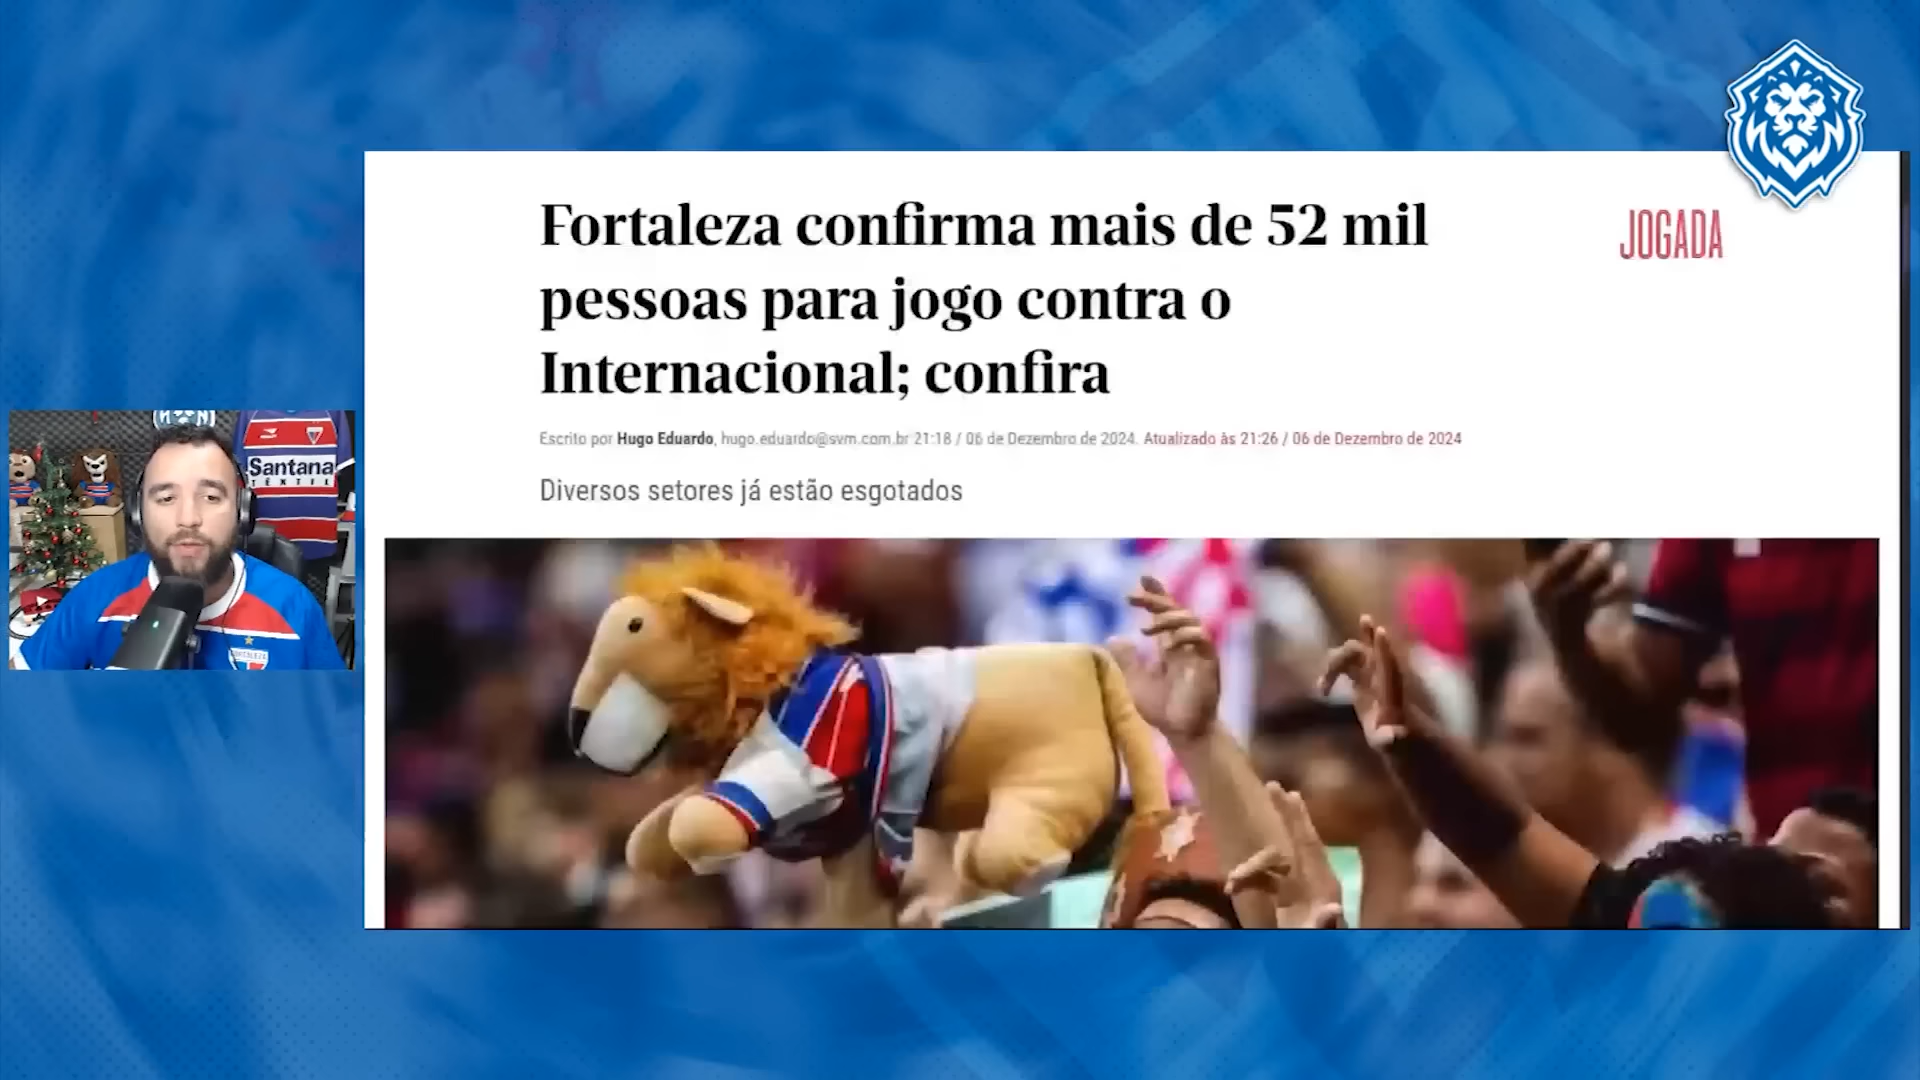 Fortaleza confirma mais de 52 mil
pessoas para jogo contra o
Internacional; confira
JOGADA
Escrito por Hugo Eduardo, hugo.eduardo@svm.com.br 21:18 / 06 de Dezembro de 2024. Atualizado às 21:26 / 06 de Dezembro de 2024
Diversos setores já estão esgotados
Santana
TÊXTIL
FORTALEZA